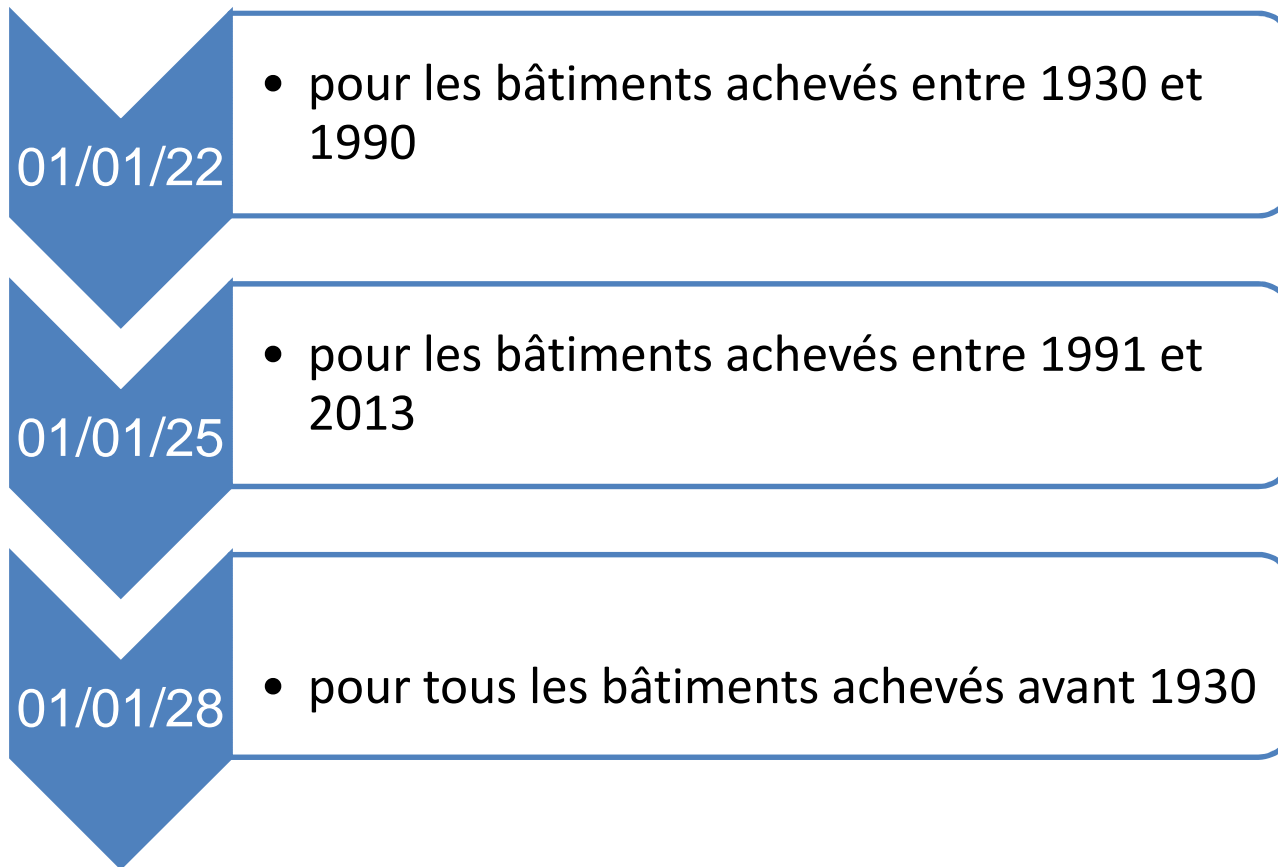 01/01/22
• pour les bâtiments achevés entre 1930 et
1990
01/01/25
• pour les bâtiments achevés entre 1991 et
2013
01/01/28
• pour tous les bâtiments achevés avant 1930